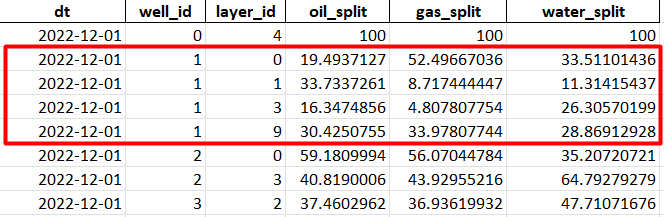 dt well_id layer_id oil_split gas_split water_split
2022-12-01 0 4 100 100 100
2022-12-01 1 0 19.4937127 52.49667036 33.51101436
2022-12-01 1 1 33.7337261 8.717444447 11.31415437
2022-12-01 1 3 16.3474856 4.807807754 26.30570199
2022-12-01 1 9 30.4250755 33.97807744 28.86912928
2022-12-01 2 0 59.1809994 56.07044784 35.20720721
2022-12-01 2 3 40.8190006 43.92955216 64.79279279
2022-12-01 3 2 37.4602962 36.93619932 47.71071676